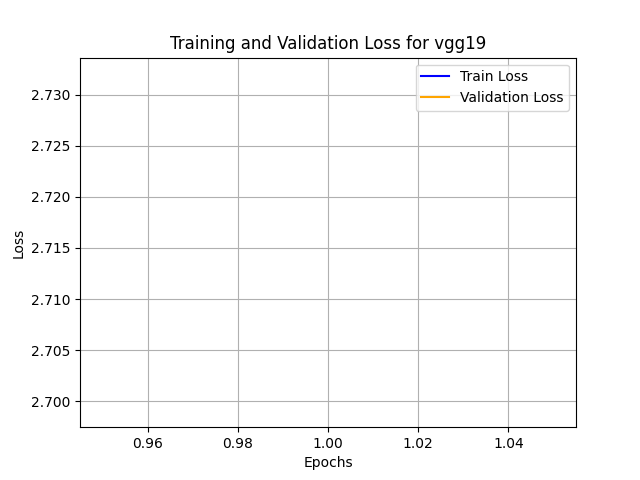 Training and Validation Loss for vgg19
Train Loss
Validation Loss
2.730
2.725
2.720
2.715
2.710
2.705
2.700
Loss
0.96 0.98 1.00 1.02 1.04
Epochs